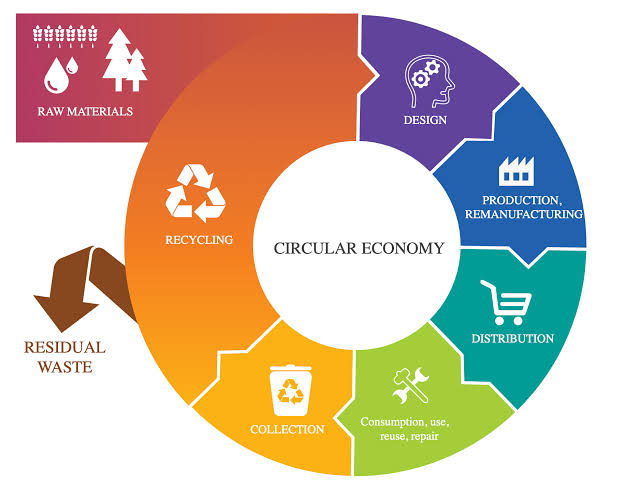 RAW MATERIALS
DESIGN
PRODUCTION,
REMANUFACTURING
RECYCLING
CIRCULAR ECONOMY
DISTRIBUTION
RESIDUAL
WASTE
COLLECTION
Consumption, use,
reuse, repair